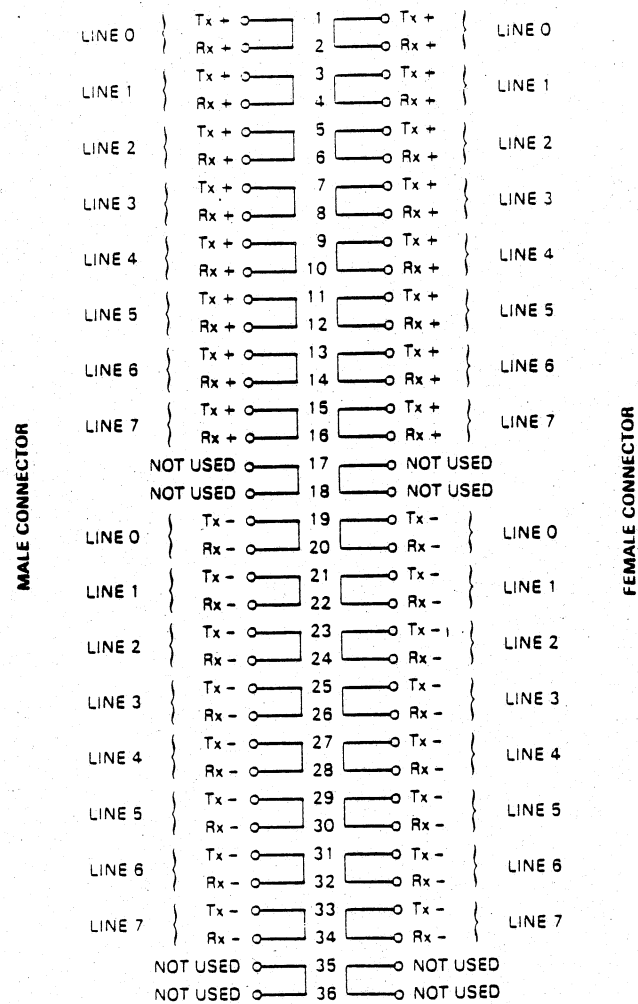 Tx + 1 Tx +
LINE 0 LINE 0
Rx + 2 Rx +
Tx + 3 Tx +
LINE 1 LINE 1
Rx + 4 Rx +
Tx + 5 Tx +
LINE 2 LINE 2
Rx + 6 Rx +
Tx + 7 Tx +
LINE 3 LINE 3
Rx + 8 Rx +
Tx + 9 Tx +
LINE 4 LINE 4
Rx + 10 Rx +
Tx + 11 Tx +
LINE 5 LINE 5
Rx + 12 Rx +
Tx + 13 Tx +
LINE 6 LINE 6
Rx + 14 Rx +
Tx + 15 Tx +
LINE 7 LINE 7
Rx + 16 Rx +
NOT USED 17 NOT USED
NOT USED 18 NOT USED
MALE CONNECTOR
FEMALE CONNECTOR
Tx - 19 Tx -
LINE 0 LINE 0
Rx - 20 Rx -
Tx - 21 Tx -
LINE 1 LINE 1
Rx - 22 Rx -
Tx - 23 Tx -
LINE 2 LINE 2
Rx - 24 Rx -
Tx - 25 Tx -
LINE 3 LINE 3
Rx - 26 Rx -
Tx - 27 Tx -
LINE 4 LINE 4
Rx - 28 Rx -
Tx - 29 Tx -
LINE 5 LINE 5
Rx - 30 Rx -
Tx - 31 Tx -
LINE 6 LINE 6
Rx - 32 Rx -
Tx - 33 Tx -
LINE 7 LINE 7
Rx - 34 Rx -
NOT USED 35 NOT USED
NOT USED 36 NOT USED